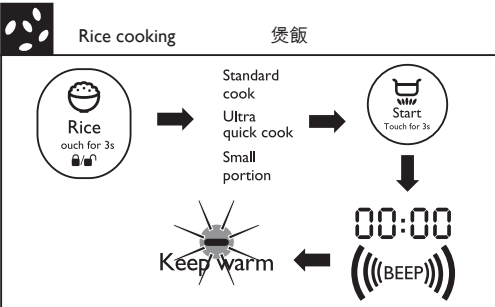 Rice cooking 煲飯
Rice
ouch for 3s
Standard
cook
Ultra
quick cook
Small
portion
Start
Touch for 3s
00:00
BEEP
Keep warm